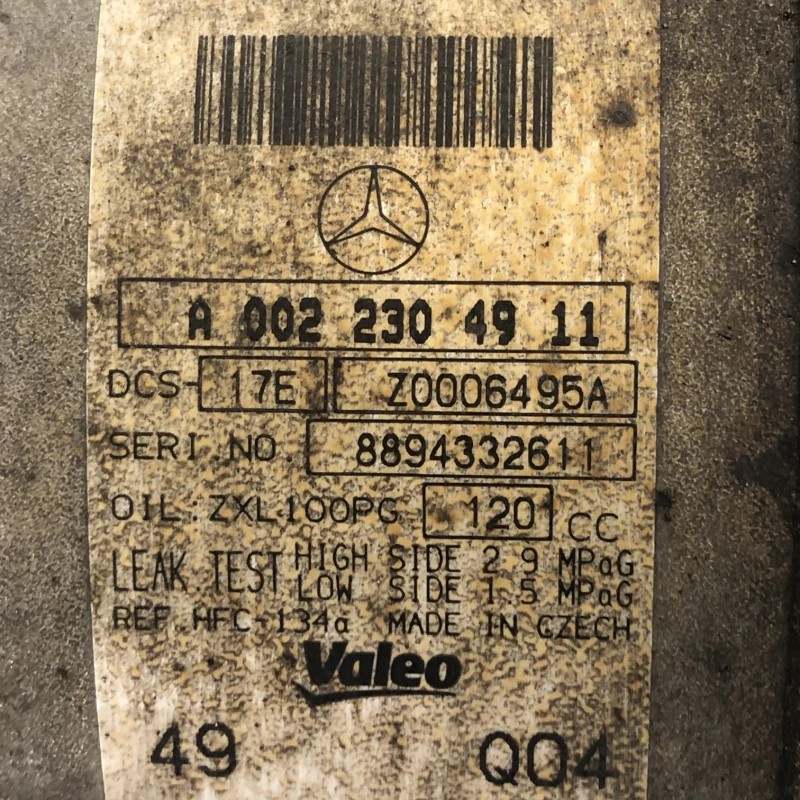 A 002 230 49 11
DCS-17E Z0006495A
SERI.NO. 8894332611
OIL:ZXL100PG 120 CC
LEAK.TEST HIGH SIDE 2.9 MPaG
LOW SIDE 1.5 MPaG
REF.HFC-134a MADE IN CZECH
Valeo
49 Q04